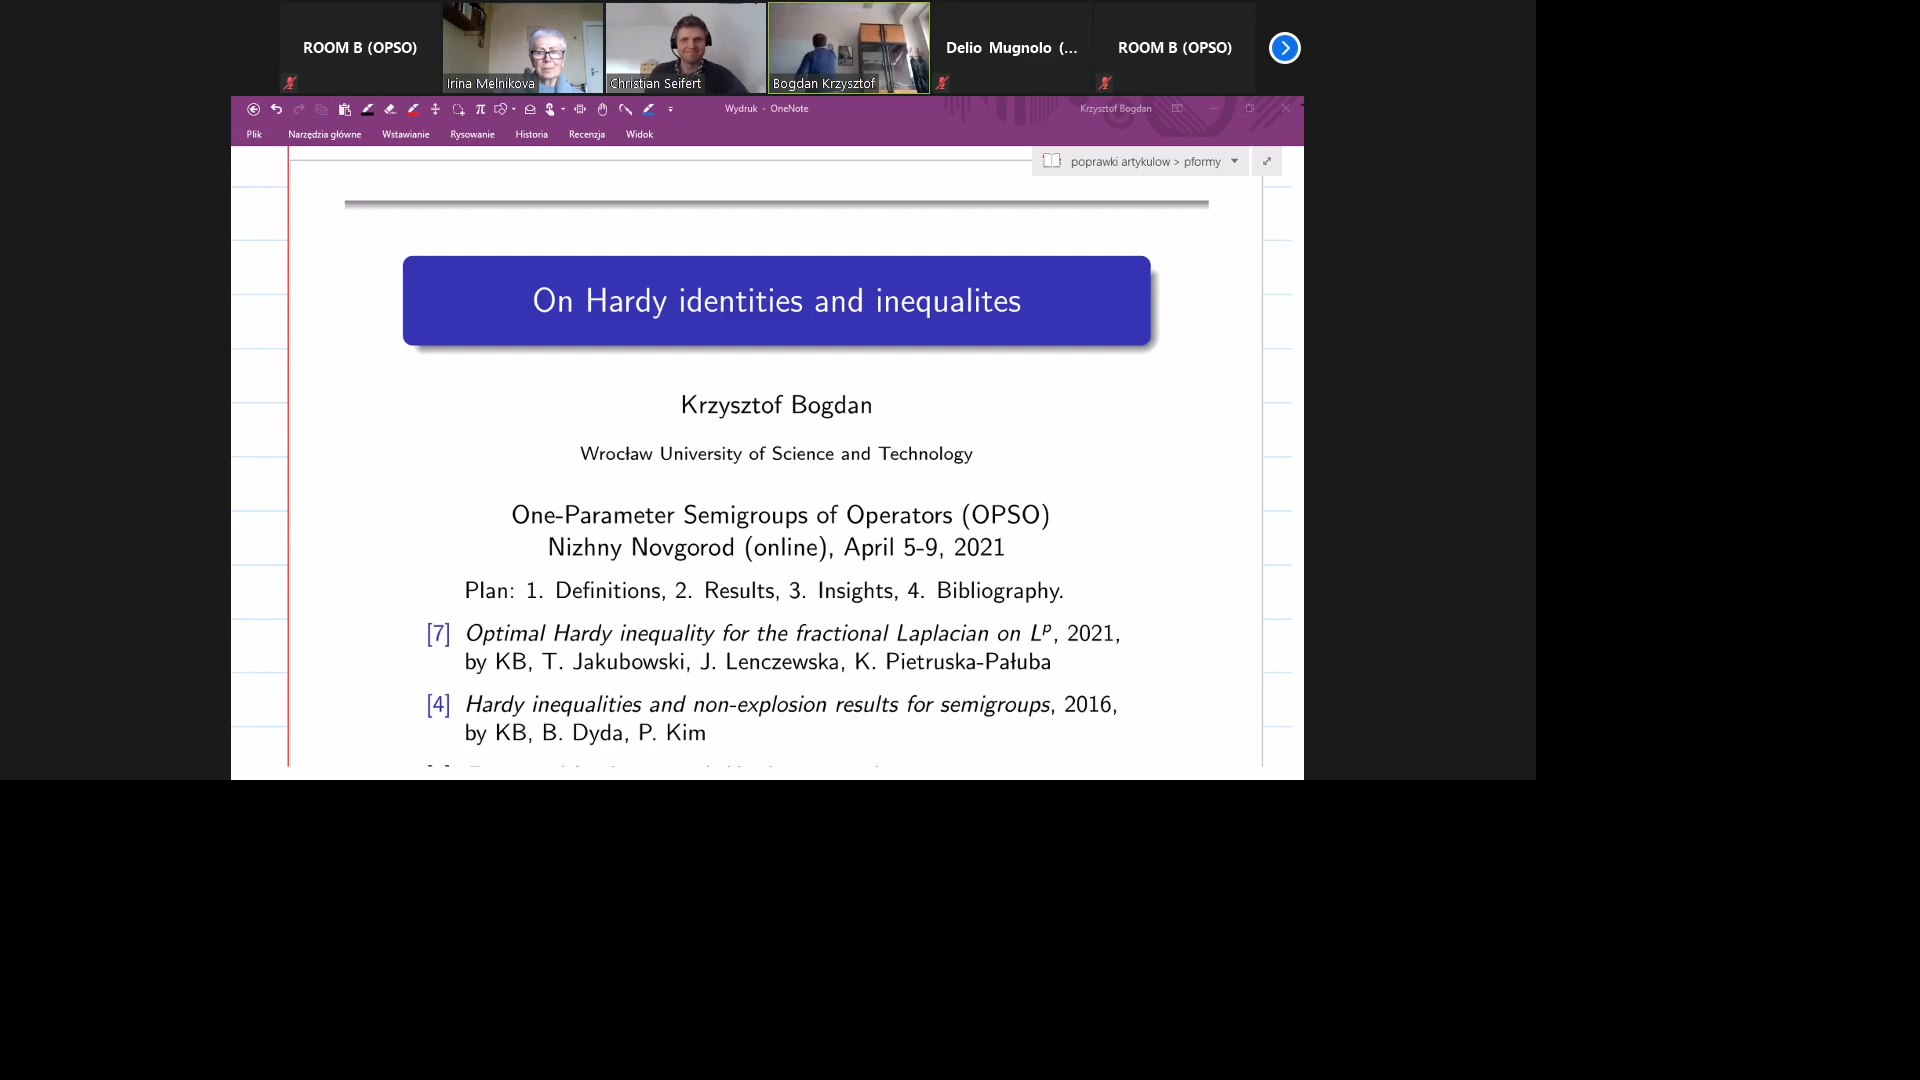 ROOM B (OPSO)
Irina Melnikova
Christian Seifert
Bogdan Krzysztof
Delio Mugnolo (...
ROOM B (OPSO)
Wydruk - OneNote
Krzysztof Bogdan
Plik Narzędzia główne Wstawianie Rysowanie Historia Recenzja Widok
poprawki artykulow > pformy
On Hardy identities and inequalites
Krzysztof Bogdan
Wrocław University of Science and Technology
One-Parameter Semigroups of Operators (OPSO)
Nizhny Novgorod (online), April 5-9, 2021
Plan: 1. Definitions, 2. Results, 3. Insights, 4. Bibliography.
[7] Optimal Hardy inequality for the fractional Laplacian on Lᵖ, 2021,
by KB, T. Jakubowski, J. Lenczewska, K. Pietruska-Pałuba
[4] Hardy inequalities and non-explosion results for semigroups, 2016,
by KB, B. Dyda, P. Kim